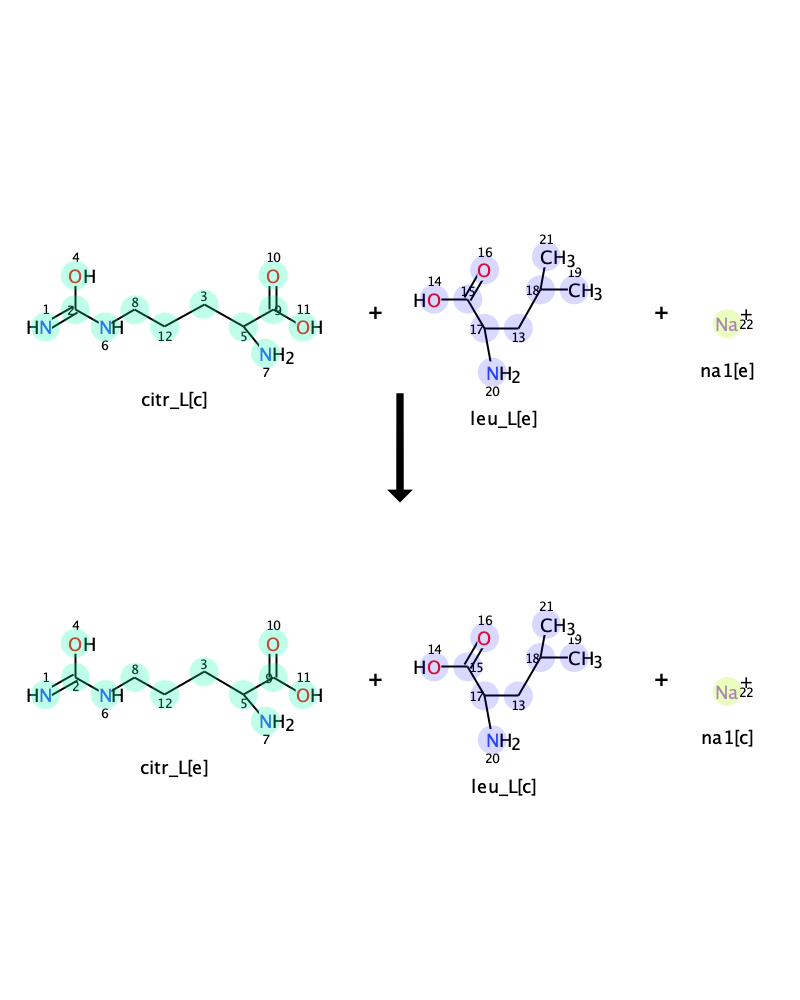 4 10 16 21
OH O O CH3
1 2 8 3 9 11 14 15 18 19
HN NH OH + HO CH3 + Na+
6 12 5 17 13 22
NH2 NH2
7 20
citr_L[c] leu_L[e] na1[e]
4 10 16 21
OH O O CH3
1 2 8 3 9 11 14 15 18 19
HN NH OH + HO CH3 + Na+
6 12 5 17 13 22
NH2 NH2
7 20
citr_L[e] leu_L[c] na1[c]